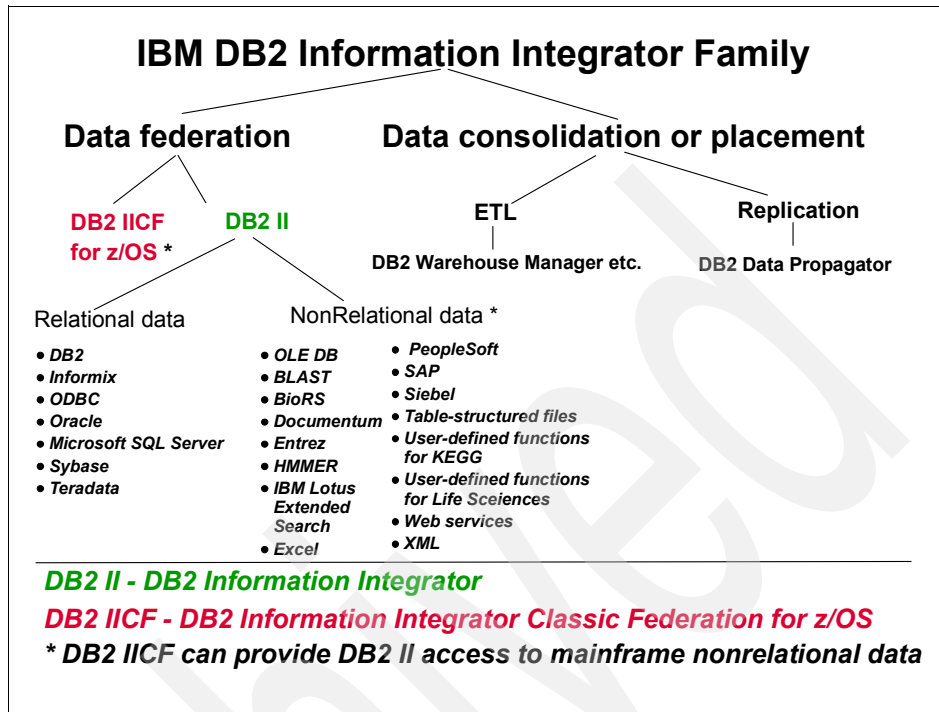 IBM DB2 Information Integrator Family
Data federation
Data consolidation or placement
DB2 IICF
for z/OS *
DB2 II
ETL
DB2 Warehouse Manager etc.
Replication
DB2 Data Propagator
Relational data
• DB2
• Informix
• ODBC
• Oracle
• Microsoft SQL Server
• Sybase
• Teradata
NonRelational data *
• OLE DB
• BLAST
• BioRS
• Documentum
• Entrez
• HMMER
• IBM Lotus
Extended
Search
• Excel
• PeopleSoft
• SAP
• Siebel
• Table-structured files
• User-defined functions
for KEGG
• User-defined functions
for Life Sceiences
• Web services
• XML
DB2 II - DB2 Information Integrator
DB2 IICF - DB2 Information Integrator Classic Federation for z/OS
* DB2 IICF can provide DB2 II access to mainframe nonrelational data